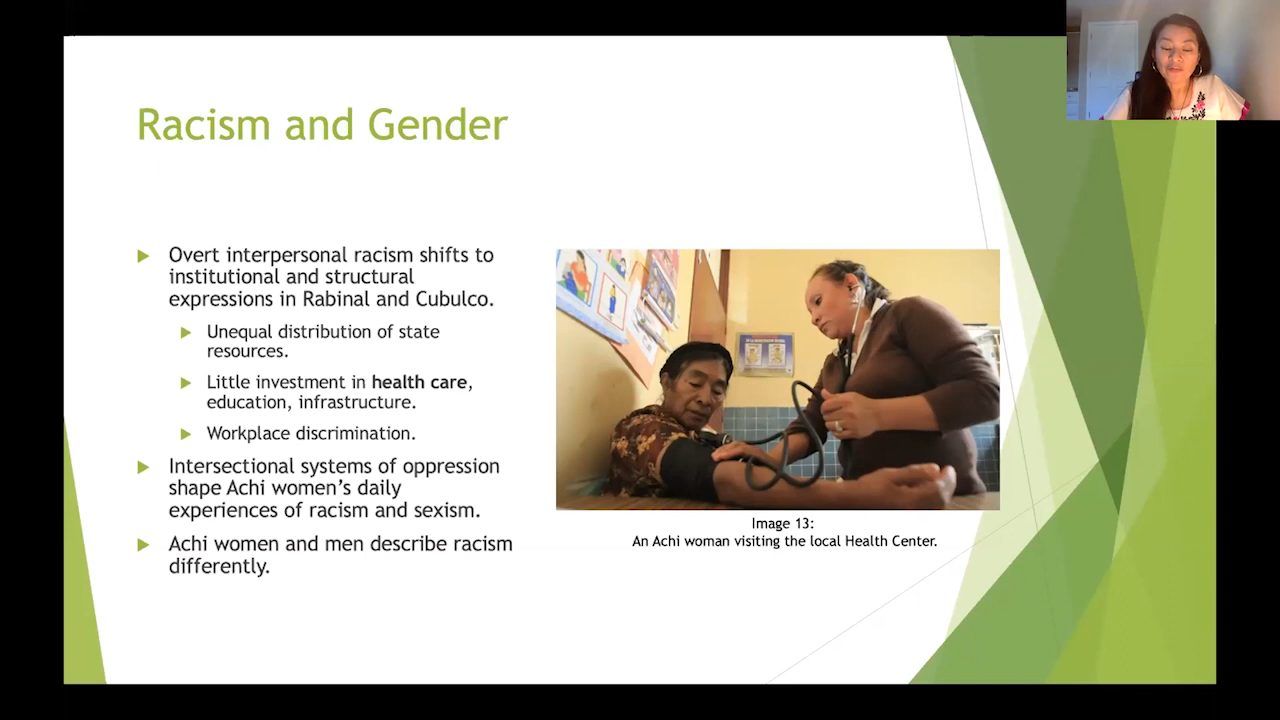 Racism and Gender
Overt interpersonal racism shifts to
institutional and structural
expressions in Rabinal and Cubulco.
Unequal distribution of state
resources.
Little investment in health care,
education, infrastructure.
Workplace discrimination.
Intersectional systems of oppression
shape Achi women's daily
experiences of racism and sexism.
Achi women and men describe racism
differently.
Image 13:
An Achi woman visiting the local Health Center.